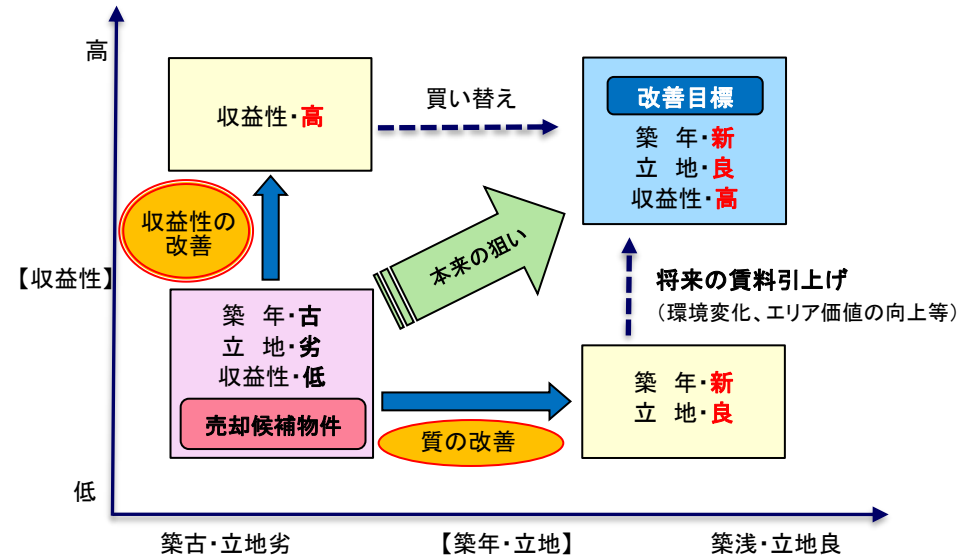 高
収益性・高
買い替え
改善目標
築　年・新
立　地・良
収益性・高
収益性の
改善
本来の狙い
【収益性】
将来の賃料引上げ
（環境変化、エリア価値の向上等）
築　年・古
立　地・劣
収益性・低
売却候補物件
質の改善
築　年・新
立　地・良
低
築古・立地劣
【築年・立地】
築浅・立地良